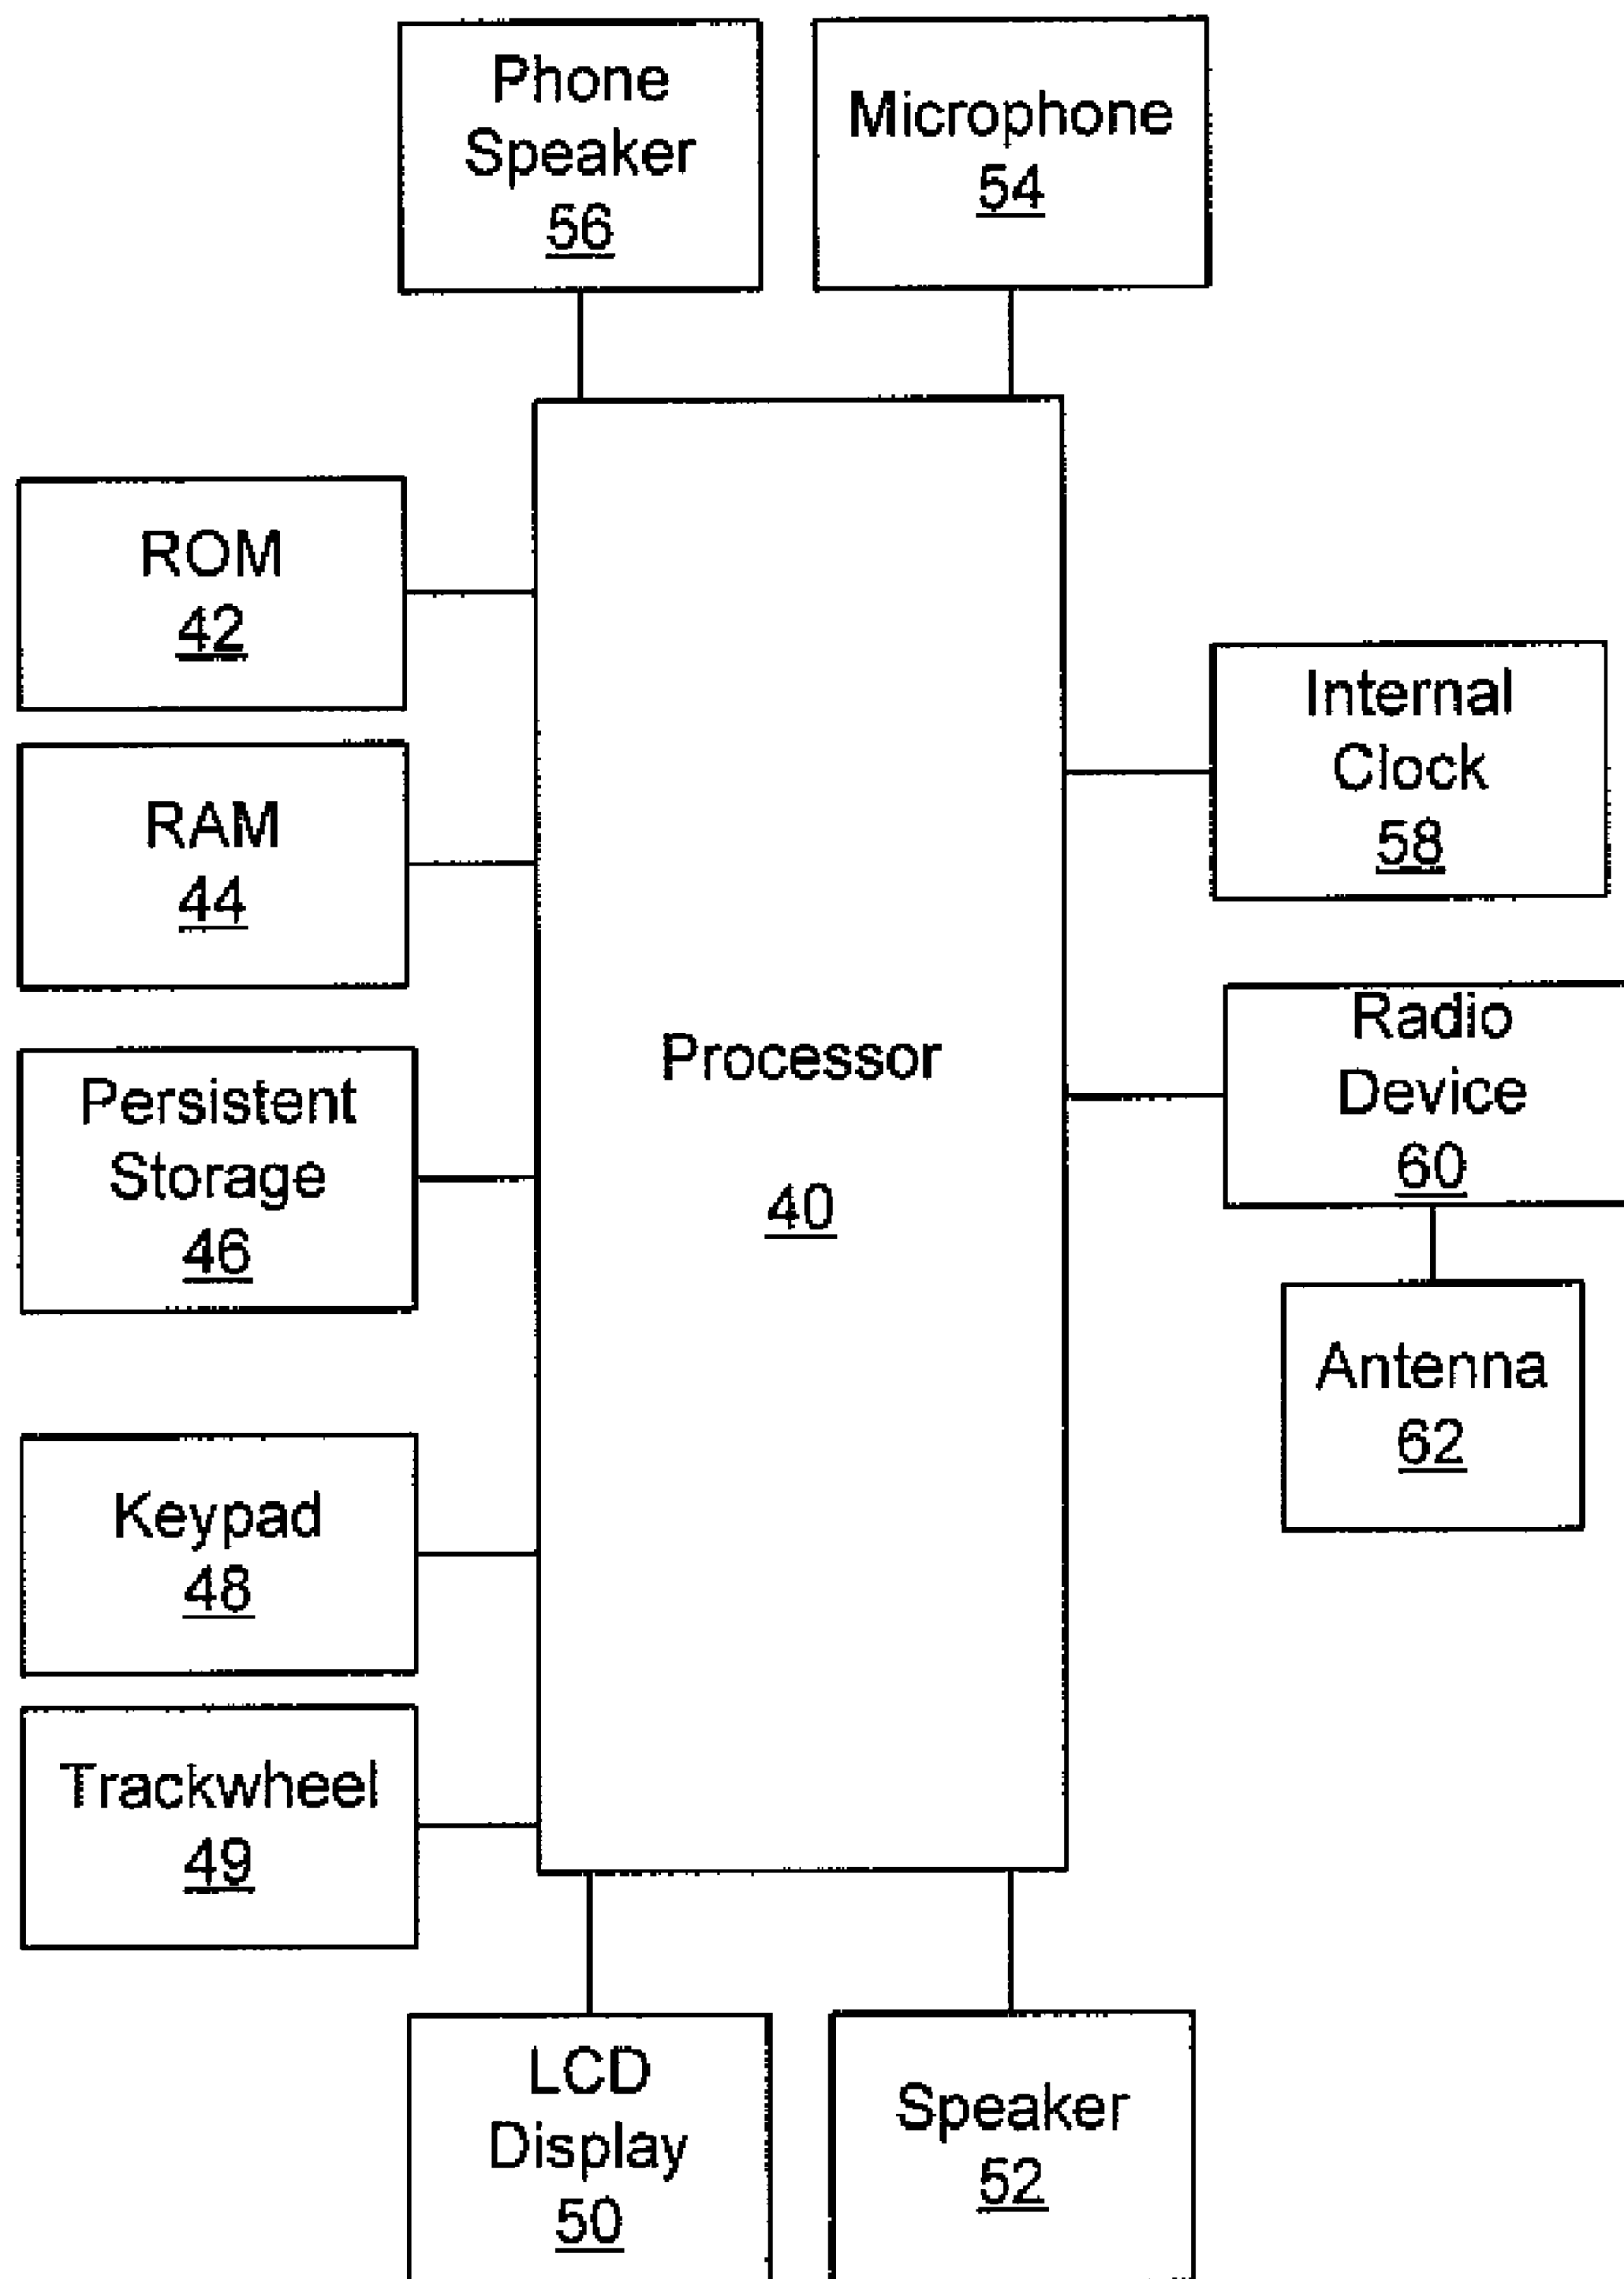 Phone
Speaker
56
Microphone
54
ROM
42
RAM
44
Persistent
Storage
46
Keypad
48
Trackwheel
49
Processor
40
Internal
Clock
58
Radio
Device
60
Antenna
62
LCD
Display
50
Speaker
52